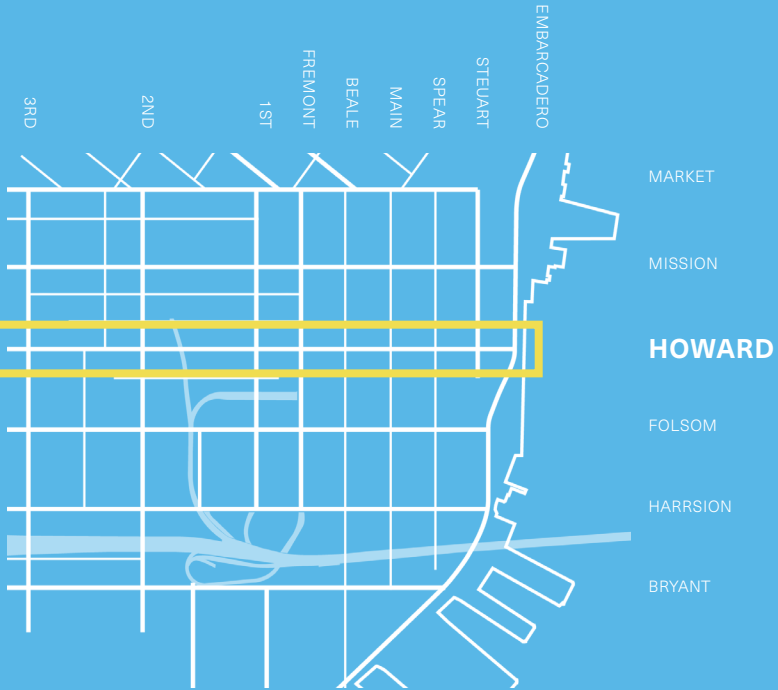 3RD
2ND
1ST
FREMONT
BEALE
MAIN
SPEAR
STEUART
EMBARCADERO
MARKET
MISSION
HOWARD
FOLSOM
HARRSION
BRYANT